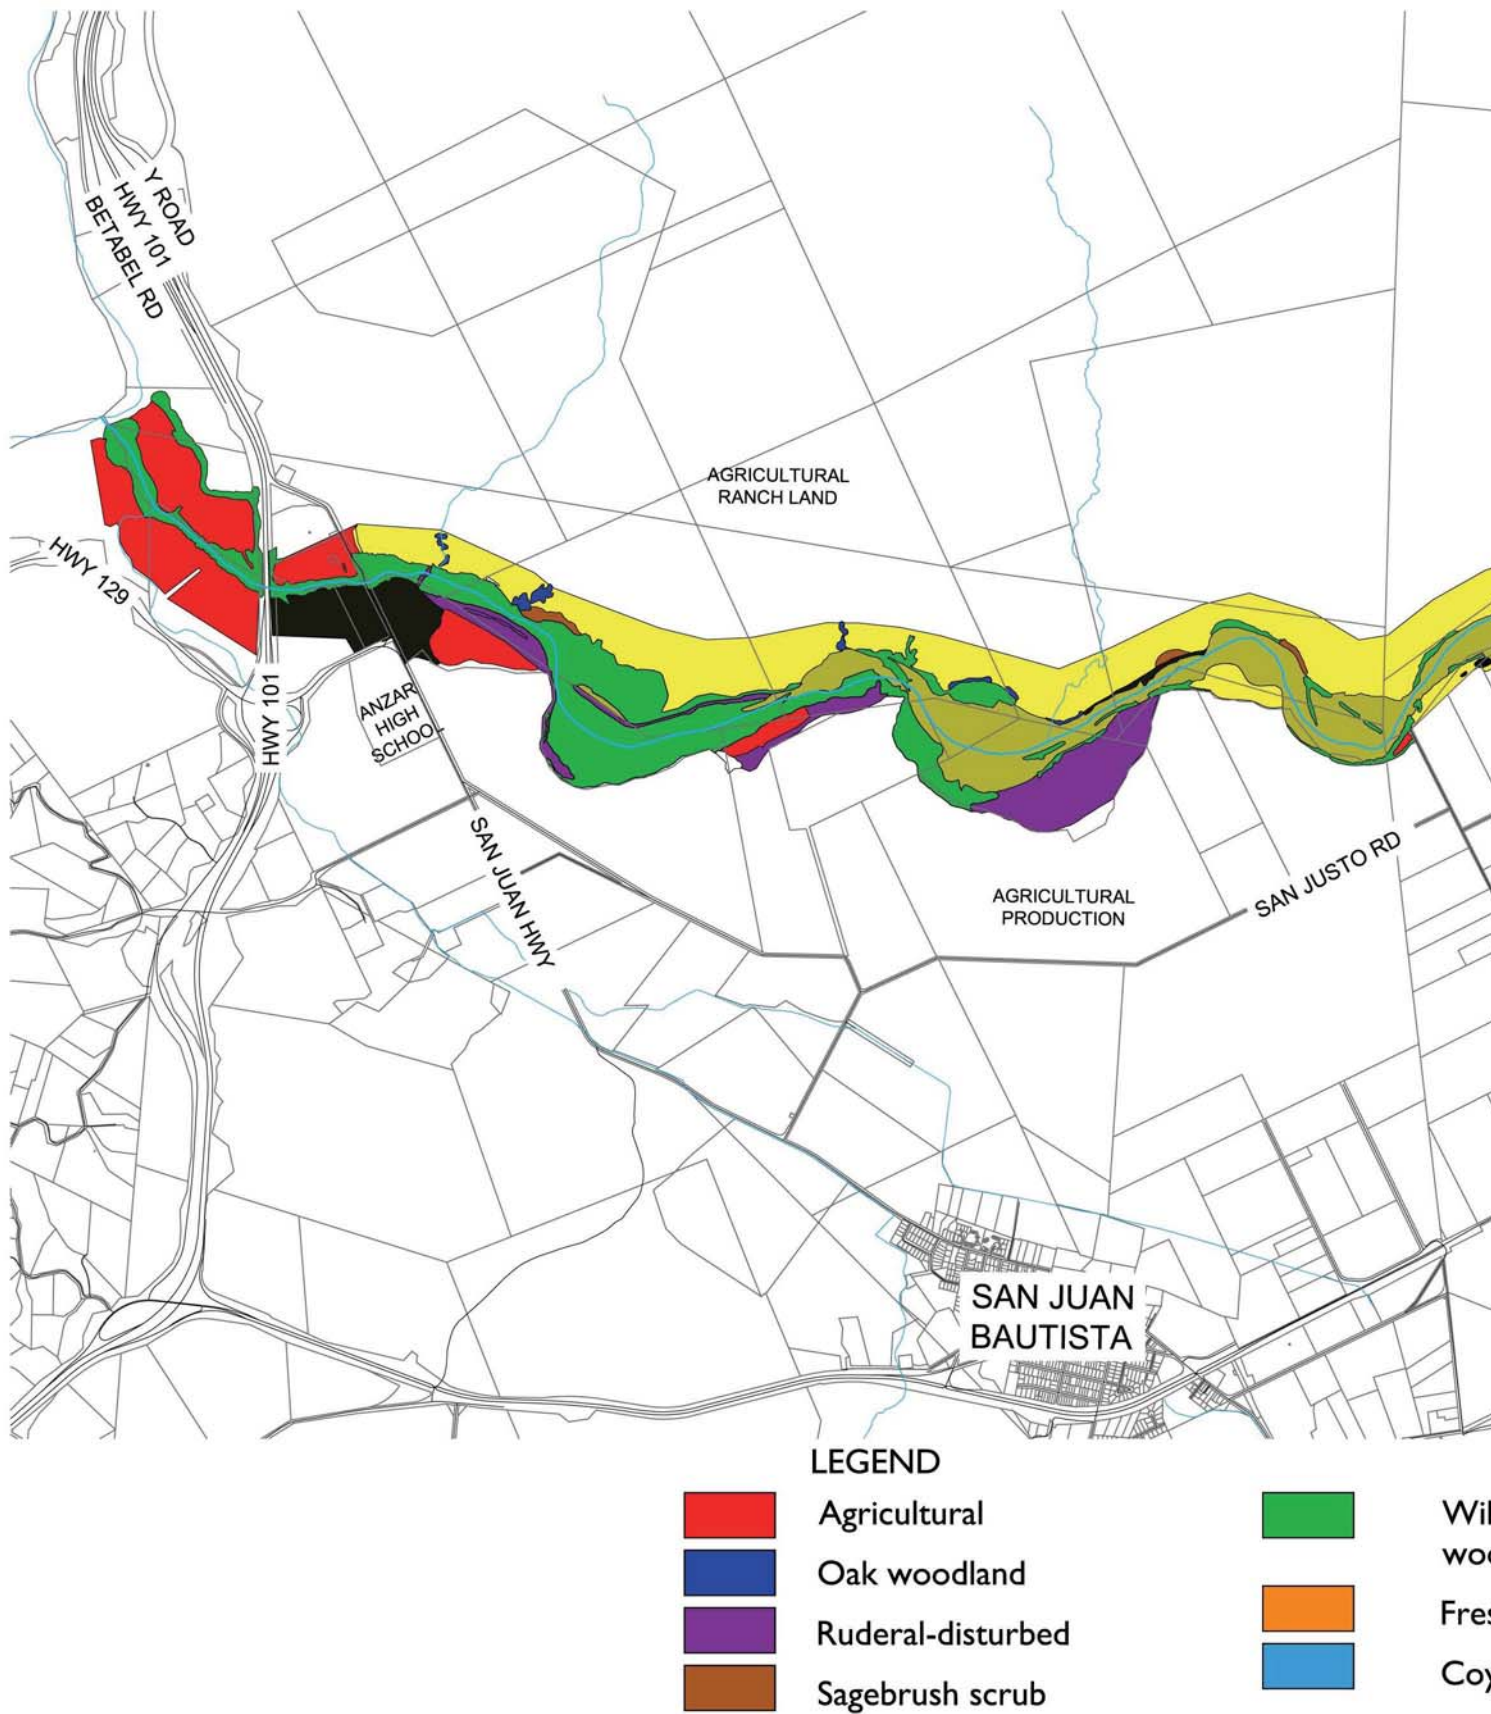 Y ROAD
HWY 101
BETABEL RD
AGRICULTURAL
RANCH LAND
HWY 129
HWY 101
ANZAR
HIGH
SCHOOL
SAN JUAN HWY
SAN JUSTO RD
AGRICULTURAL
PRODUCTION
SAN JUAN
BAUTISTA
LEGEND
Agricultural
Oak woodland
Ruderal-disturbed
Sagebrush scrub